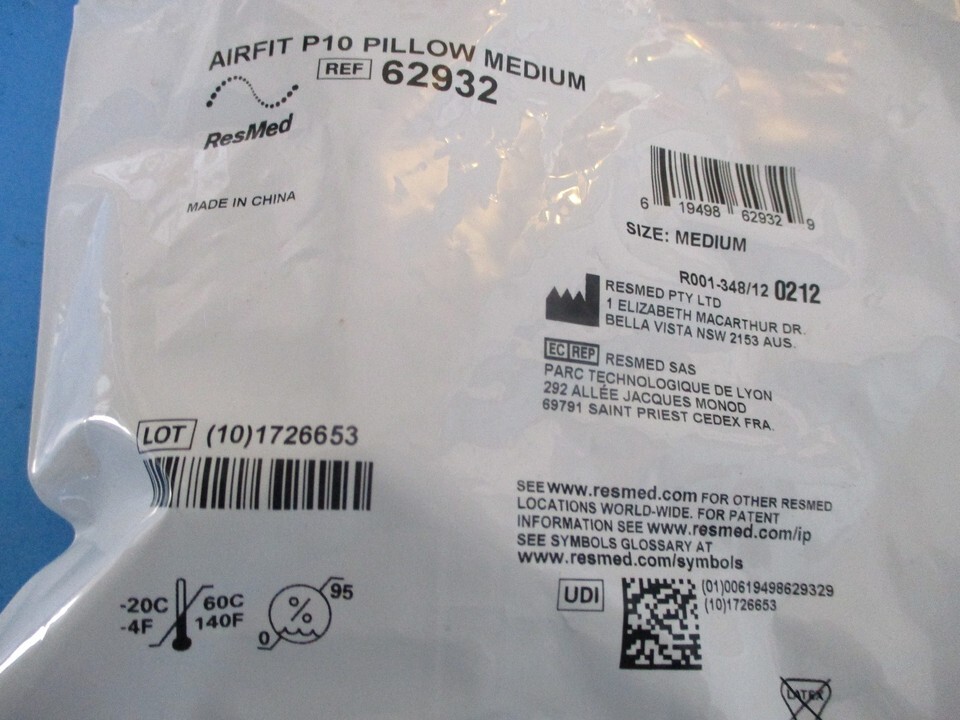 AIRFIT P10 PILLOW MEDIUM
REF 62932
ResMed
MADE IN CHINA
6 19498 62932 9
SIZE: MEDIUM
R001-348/12 0212
RESMED PTY LTD
1 ELIZABETH MACARTHUR DR.
BELLA VISTA NSW 2153 AUS.
EC REP RESMED SAS
PARC TECHNOLOGIQUE DE LYON
292 ALLÉE JACQUES MONOD
69791 SAINT PRIEST CEDEX FRA.
LOT (10)1726653
SEE www.resmed.com FOR OTHER RESMED
LOCATIONS WORLD-WIDE. FOR PATENT
INFORMATION SEE www.resmed.com/ip
SEE SYMBOLS GLOSSARY AT
www.resmed.com/symbols
-20C 60C
-4F 140F
0 % 95
UDI (01)00619498629329
(10)1726653
LATEX